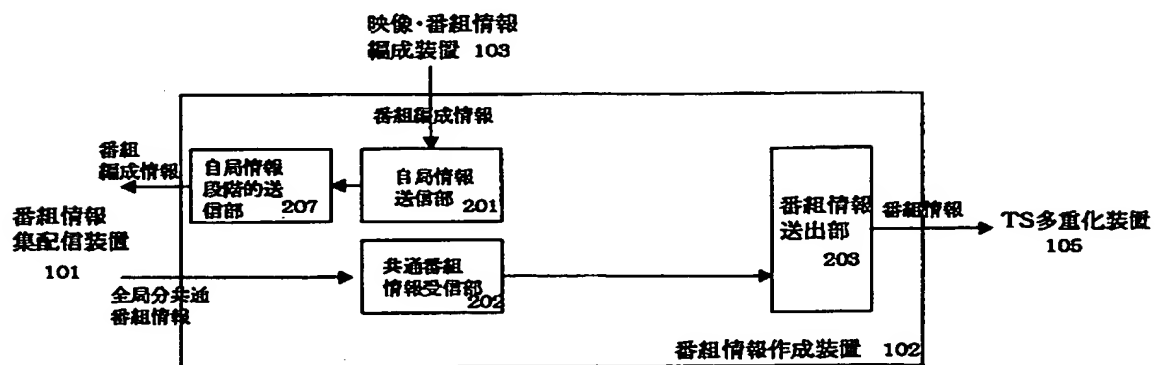 映像・番組情報
編成装置 103
番組編成情報
番組
編成情報
自局情報
段階的送
信部 207
自局情報
送信部 201
番組情報
集配信装置
101
番組情報
送出部
203
番組情報
TS多重化装置
105
共通番組
情報受信部
202
全局分共通
番組情報
番組情報作成装置 102